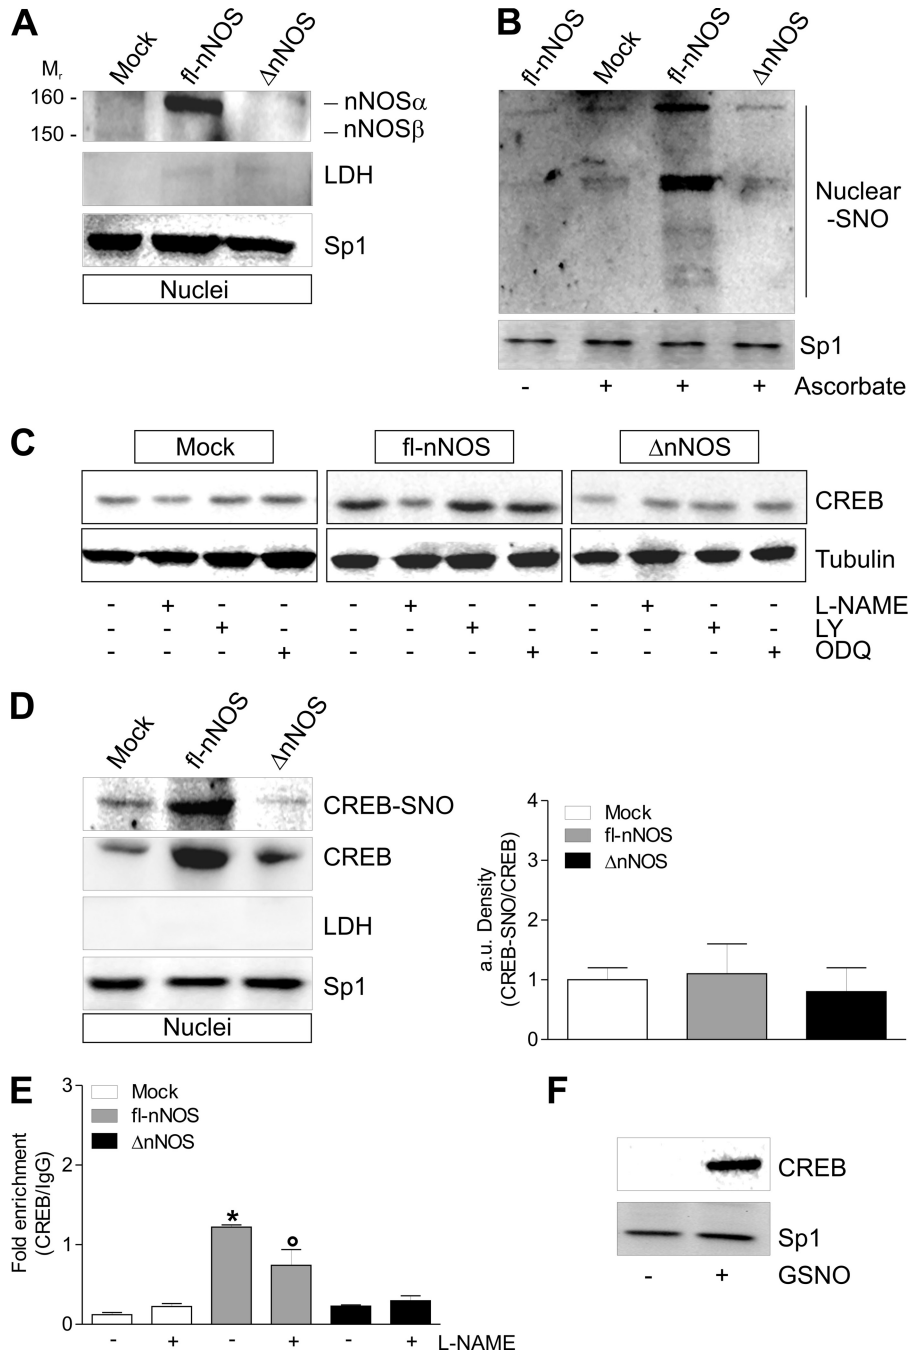 A
Mock
fl-nNOS
ΔnNOS
Mr
160 -
– nNOSα
150 -
– nNOSβ
LDH
Sp1
Nuclei
B
fl-nNOS
Mock
fl-nNOS
ΔnNOS
Nuclear
-SNO
Sp1
- + + + Ascorbate
C
Mock
fl-nNOS
ΔnNOS
CREB
Tubulin
- + - - - + - - - + - - L-NAME
- - + - - - + - - - + - LY
- - - + - - - + - - - + ODQ
D
Mock
fl-nNOS
ΔnNOS
CREB-SNO
CREB
LDH
Sp1
Nuclei
a.u. Density
(CREB-SNO/CREB)
4
3
2
1
0
Mock
fl-nNOS
ΔnNOS
E
Fold enrichment
(CREB/IgG)
3
2
1
0
Mock
fl-nNOS
ΔnNOS
*
- + - + - + L-NAME
F
CREB
Sp1
- + GSNO